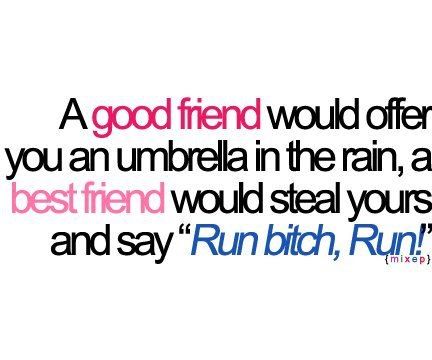 A good friend would offer
you an umbrella in the rain, a
best friend would steal yours
and say “Run bitch, Run!”
{mixep}